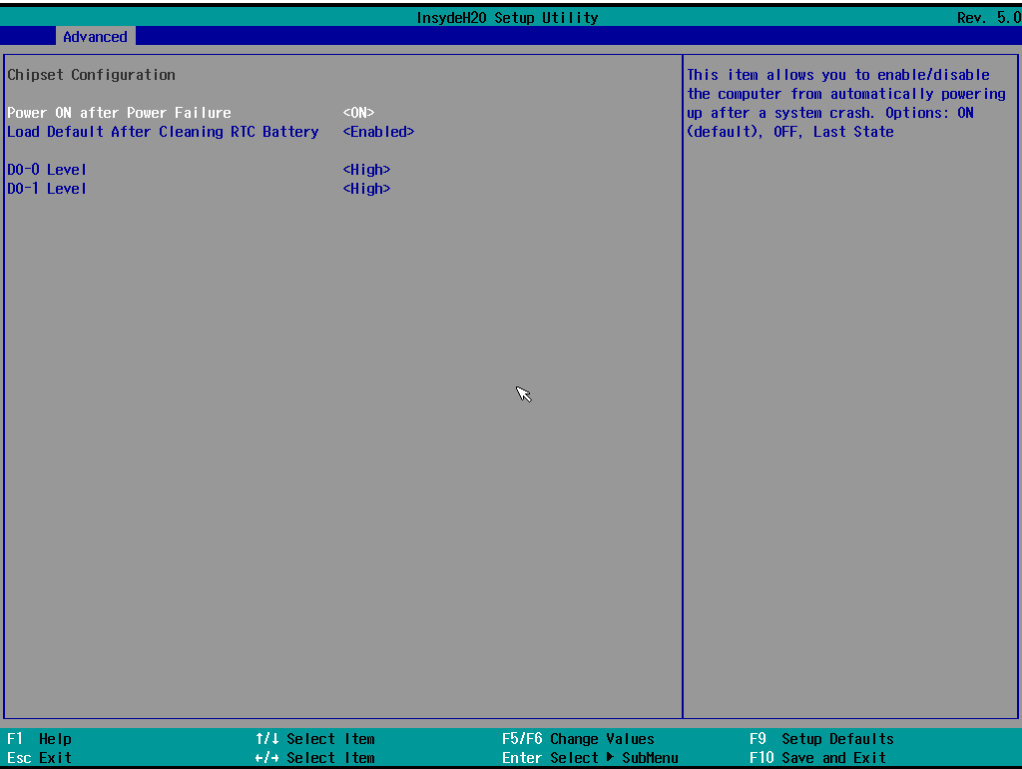 InsydeH20 Setup Utility Rev. 5.0
Advanced
Chipset Configuration
Power ON after Power Failure <ON>
Load Default After Cleaning RTC Battery <Enabled>
DO-0 Level <High>
DO-1 Level <High>
This item allows you to enable/disable
the computer from automatically powering
up after a system crash. Options: ON
(default), OFF, Last State
F1 Help ↑/↓ Select Item F5/F6 Change Values F9 Setup Defaults
Esc Exit ←/→ Select Item Enter Select ▶ SubMenu F10 Save and Exit